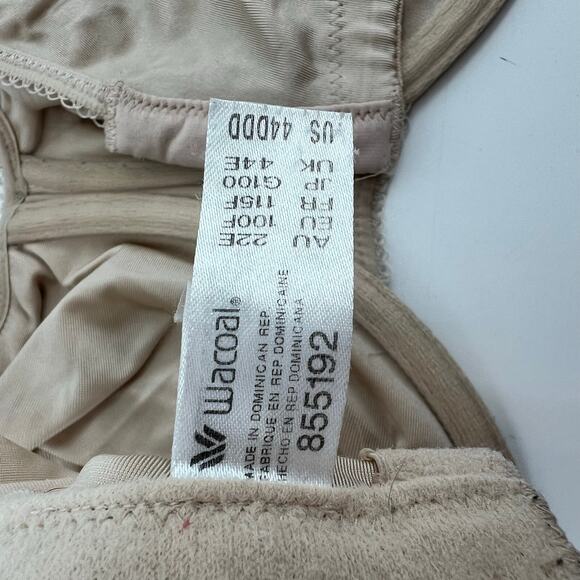 US 44DDD
UK 44E
JP G100
FR 115F
EU 100F
AU 22E
Wacoal®
MADE IN DOMINICAN REP.
FABRIQUE EN REP DOMINICAINE
HECHO EN REP DOMINICANA
855192